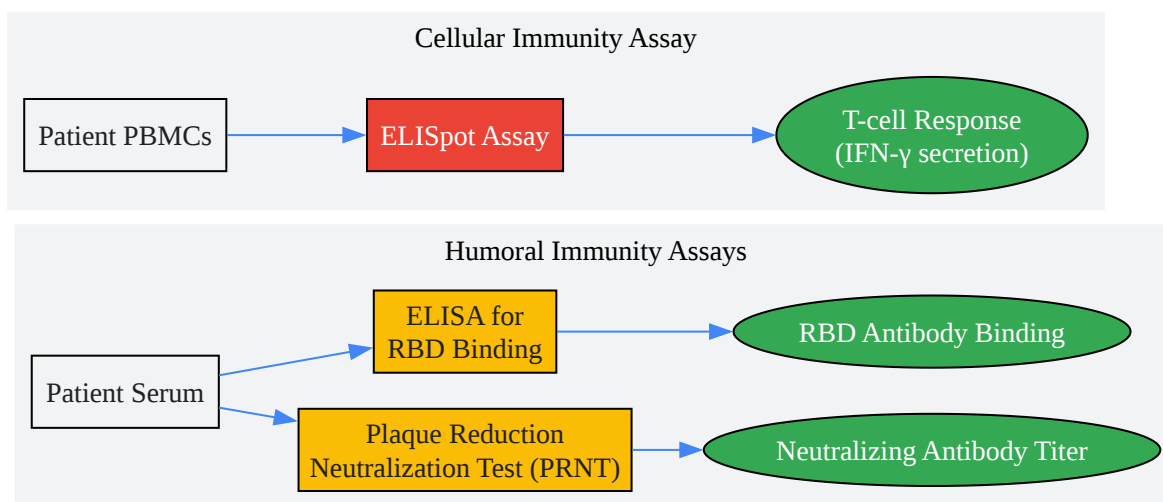 Cellular Immunity Assay
Patient PBMCs
ELISpot Assay
T-cell Response
(IFN-γ secretion)
Humoral Immunity Assays
Patient Serum
ELISA for
RBD Binding
RBD Antibody Binding
Plaque Reduction
Neutralization Test (PRNT)
Neutralizing Antibody Titer